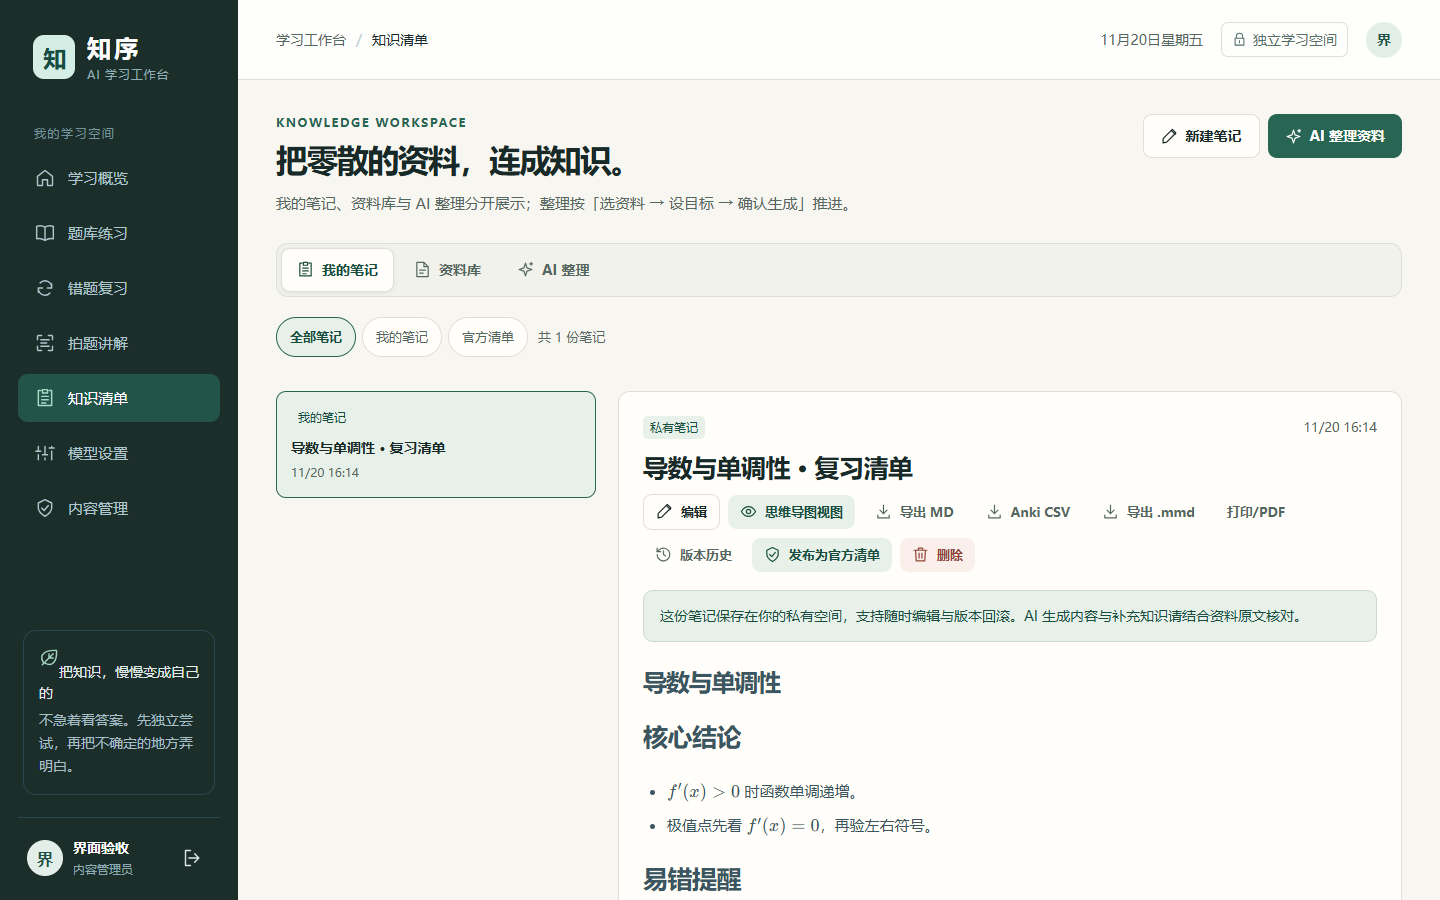 知
知序
AI 学习工作台
我的学习空间
学习概览
题库练习
错题复习
拍题讲解
知识清单
模型设置
内容管理
把知识，慢慢变成自己的
不急着看答案。先独立尝试，再把不确定的地方弄明白。
界
界面验收
内容管理员
学习工作台 / 知识清单
11月20日星期五
独立学习空间
界
KNOWLEDGE WORKSPACE
把零散的资料，连成知识。
我的笔记、资料库与 AI 整理分开展示；整理按「选资料 → 设目标 → 确认生成」推进。
新建笔记
AI 整理资料
我的笔记
资料库
AI 整理
全部笔记
我的笔记
官方清单
共 1 份笔记
我的笔记
导数与单调性 • 复习清单
11/20 16:14
私有笔记
11/20 16:14
导数与单调性 • 复习清单
编辑
思维导图视图
导出 MD
Anki CSV
导出 .mmd
打印/PDF
版本历史
发布为官方清单
删除
这份笔记保存在你的私有空间，支持随时编辑与版本回滚。AI 生成内容与补充知识请结合资料原文核对。
导数与单调性
核心结论
• f′(x) > 0 时函数单调递增。
• 极值点先看 f′(x) = 0，再验左右符号。
易错提醒